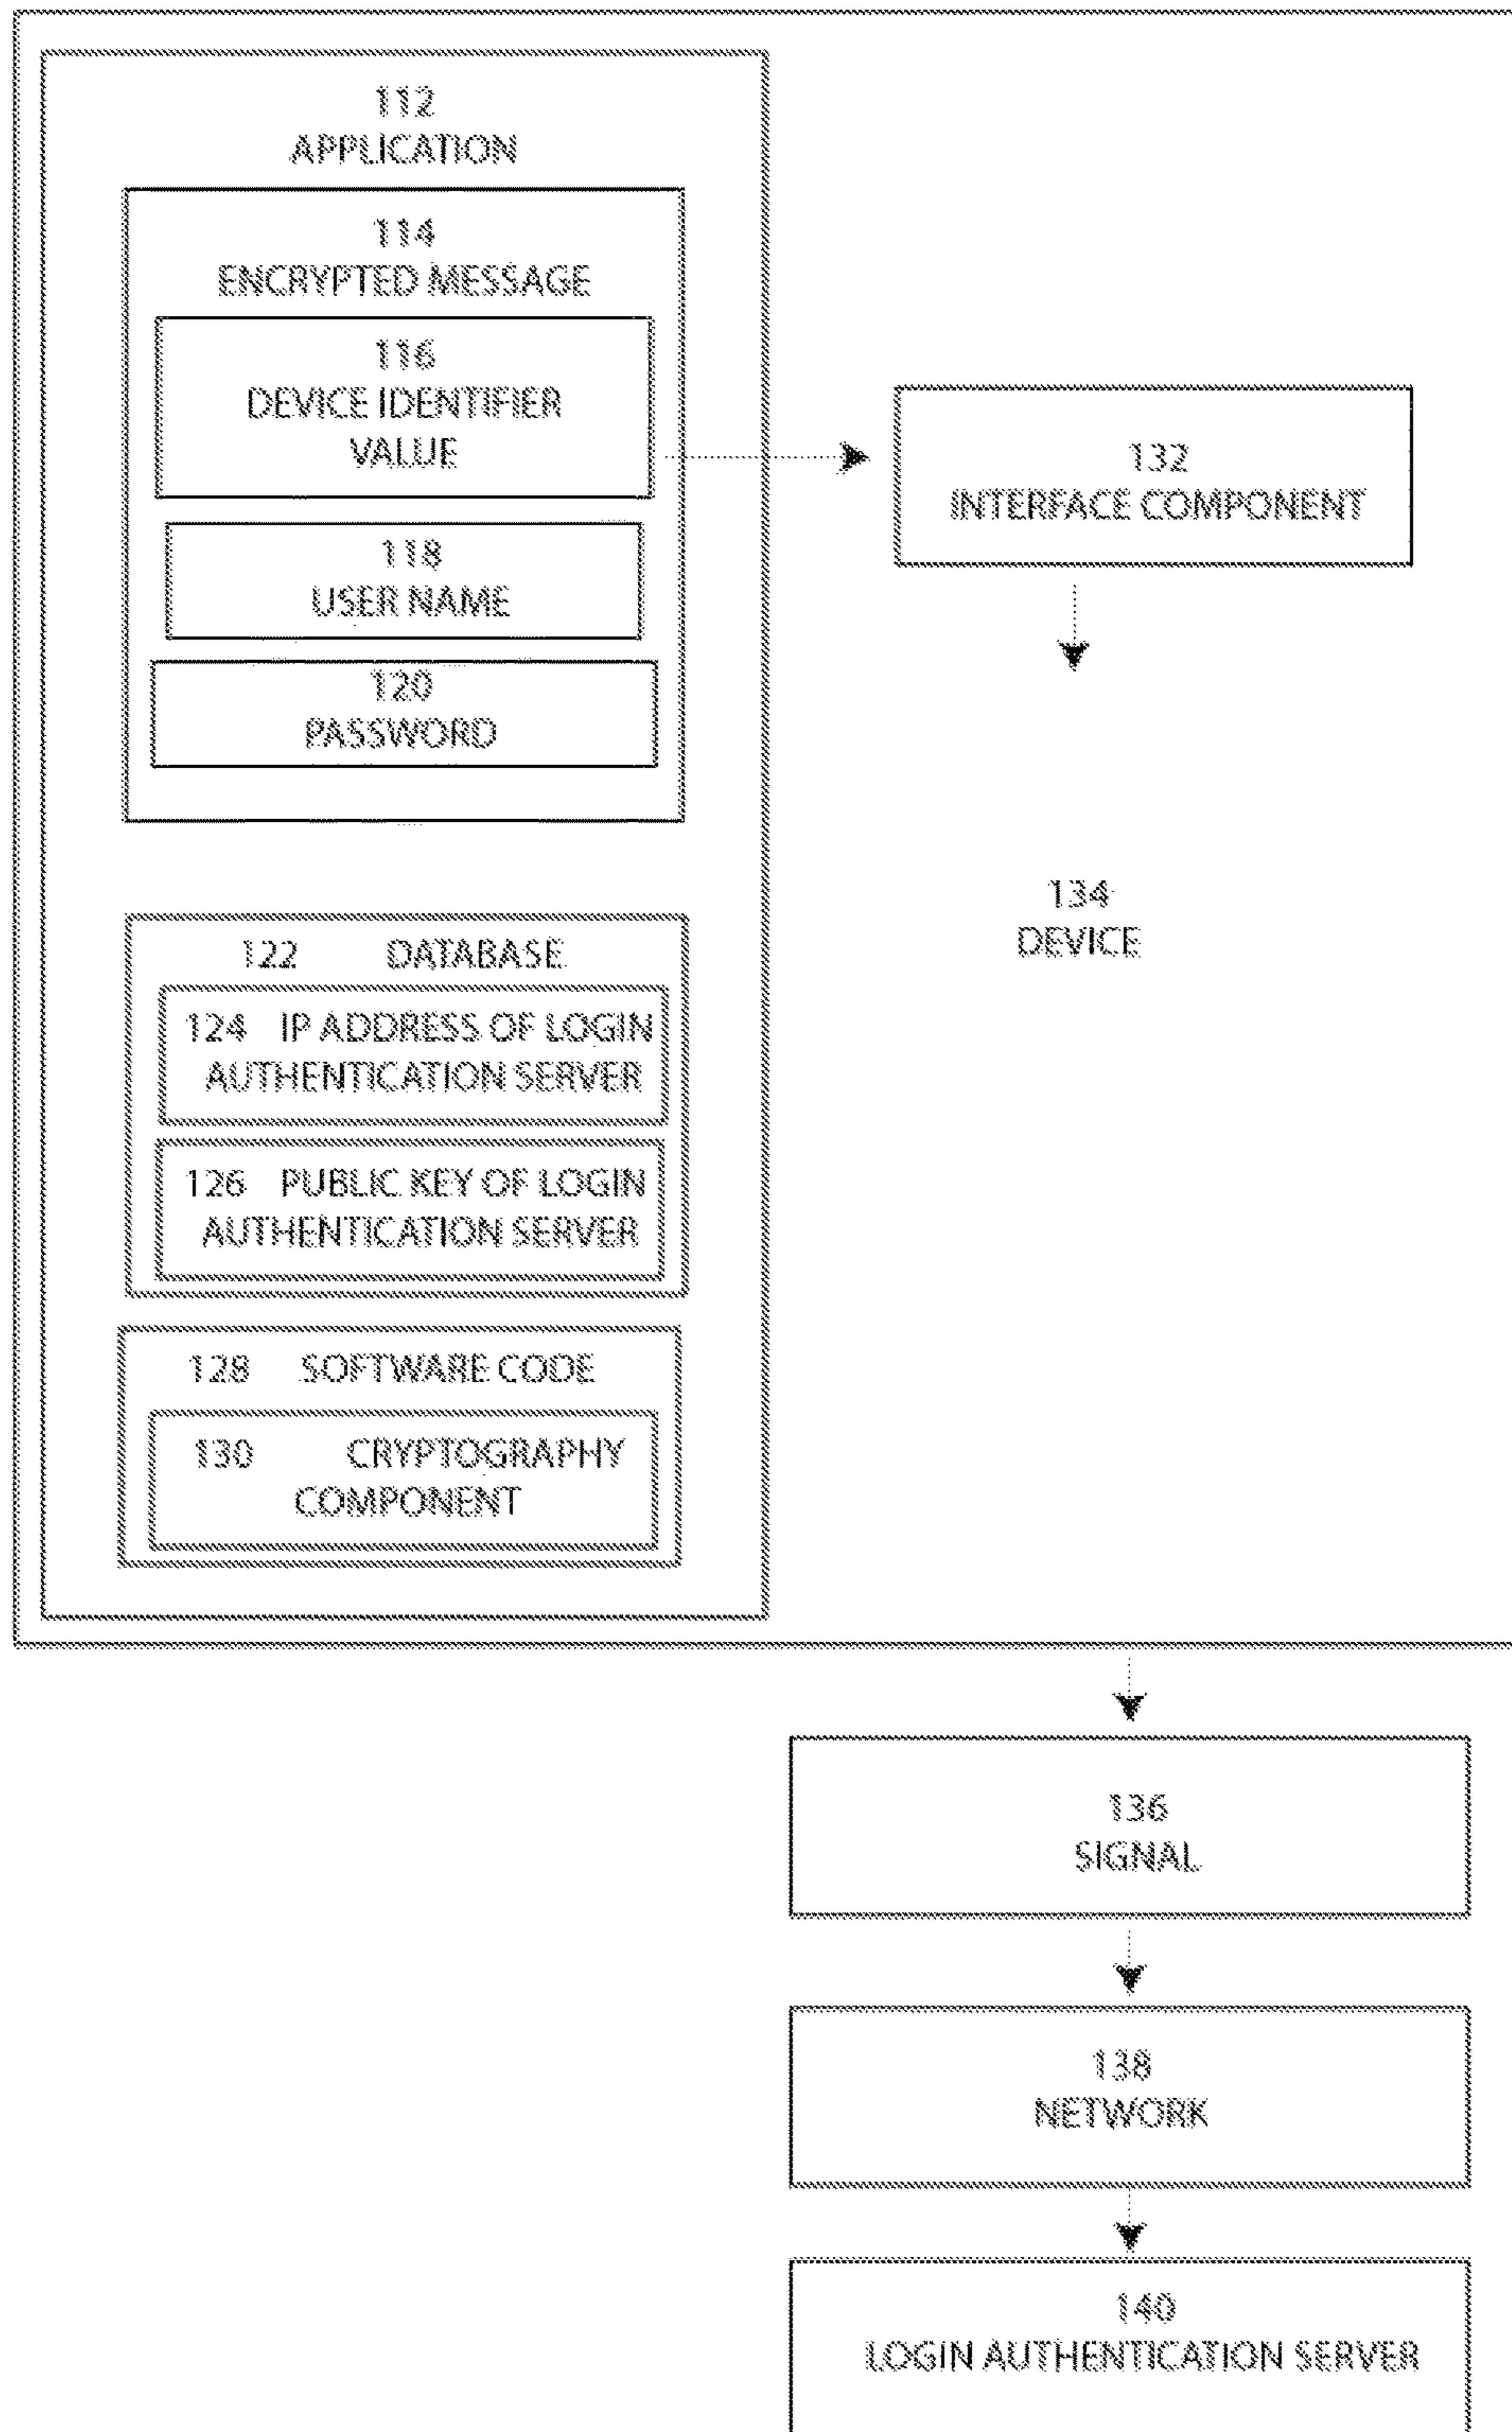 112
APPLICATION
114
ENCRYPTED MESSAGE
116
DEVICE IDENTIFIER
VALUE
118
USER NAME
120
PASSWORD
122 DATABASE
124 IP ADDRESS OF LOGIN
AUTHENTICATION SERVER
126 PUBLIC KEY OF LOGIN
AUTHENTICATION SERVER
128 SOFTWARE CODE
130 CRYPTOGRAPHY
COMPONENT
132
INTERFACE COMPONENT
134
DEVICE
136
SIGNAL
138
NETWORK
140
LOGIN AUTHENTICATION SERVER